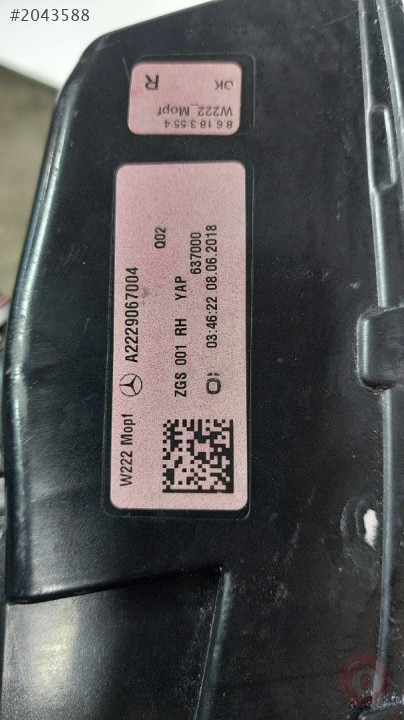 #2043588
8.6.18 3:55:4
W222_Mopf
OK
R
W222 Mopf A2229067004 Q02
ZGS 001 RH YAP 637000
03:46:22 08.06.2018